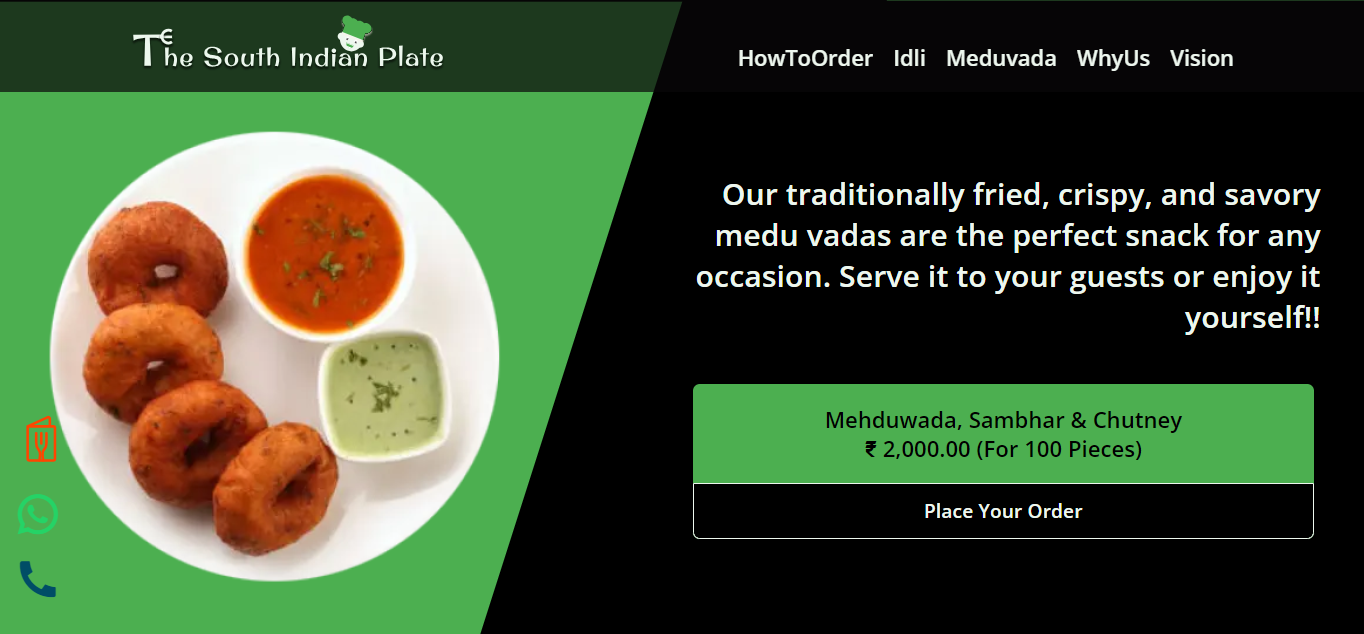 The South Indian Plate
HowToOrder Idli Meduvada WhyUs Vision
Our traditionally fried, crispy, and savory
medu vadas are the perfect snack for any
occasion. Serve it to your guests or enjoy it
yourself!!
Mehduwada, Sambhar & Chutney
₹ 2,000.00 (For 100 Pieces)
Place Your Order